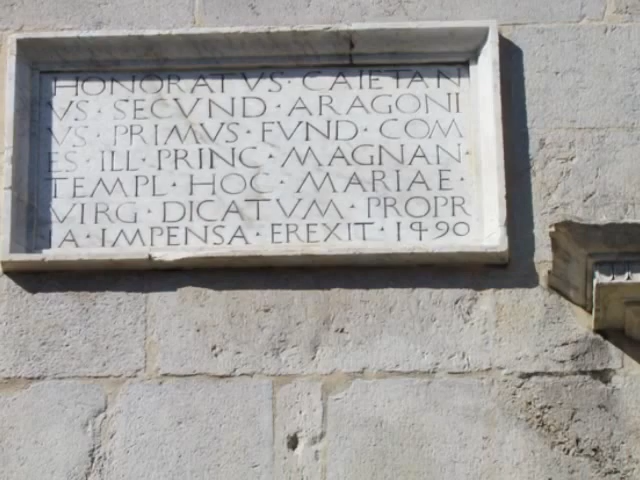 HONORATVS · CAIETAN
VS · SECVND · ARAGONI
VS · PRIMVS · FVND · COM
ES · ILL · PRINC · MAGNAN ·
TEMPL · HOC · MARIAE ·
VIRG · DICATVM · PROPR
IA · IMPENSA · EREXIT · 1490